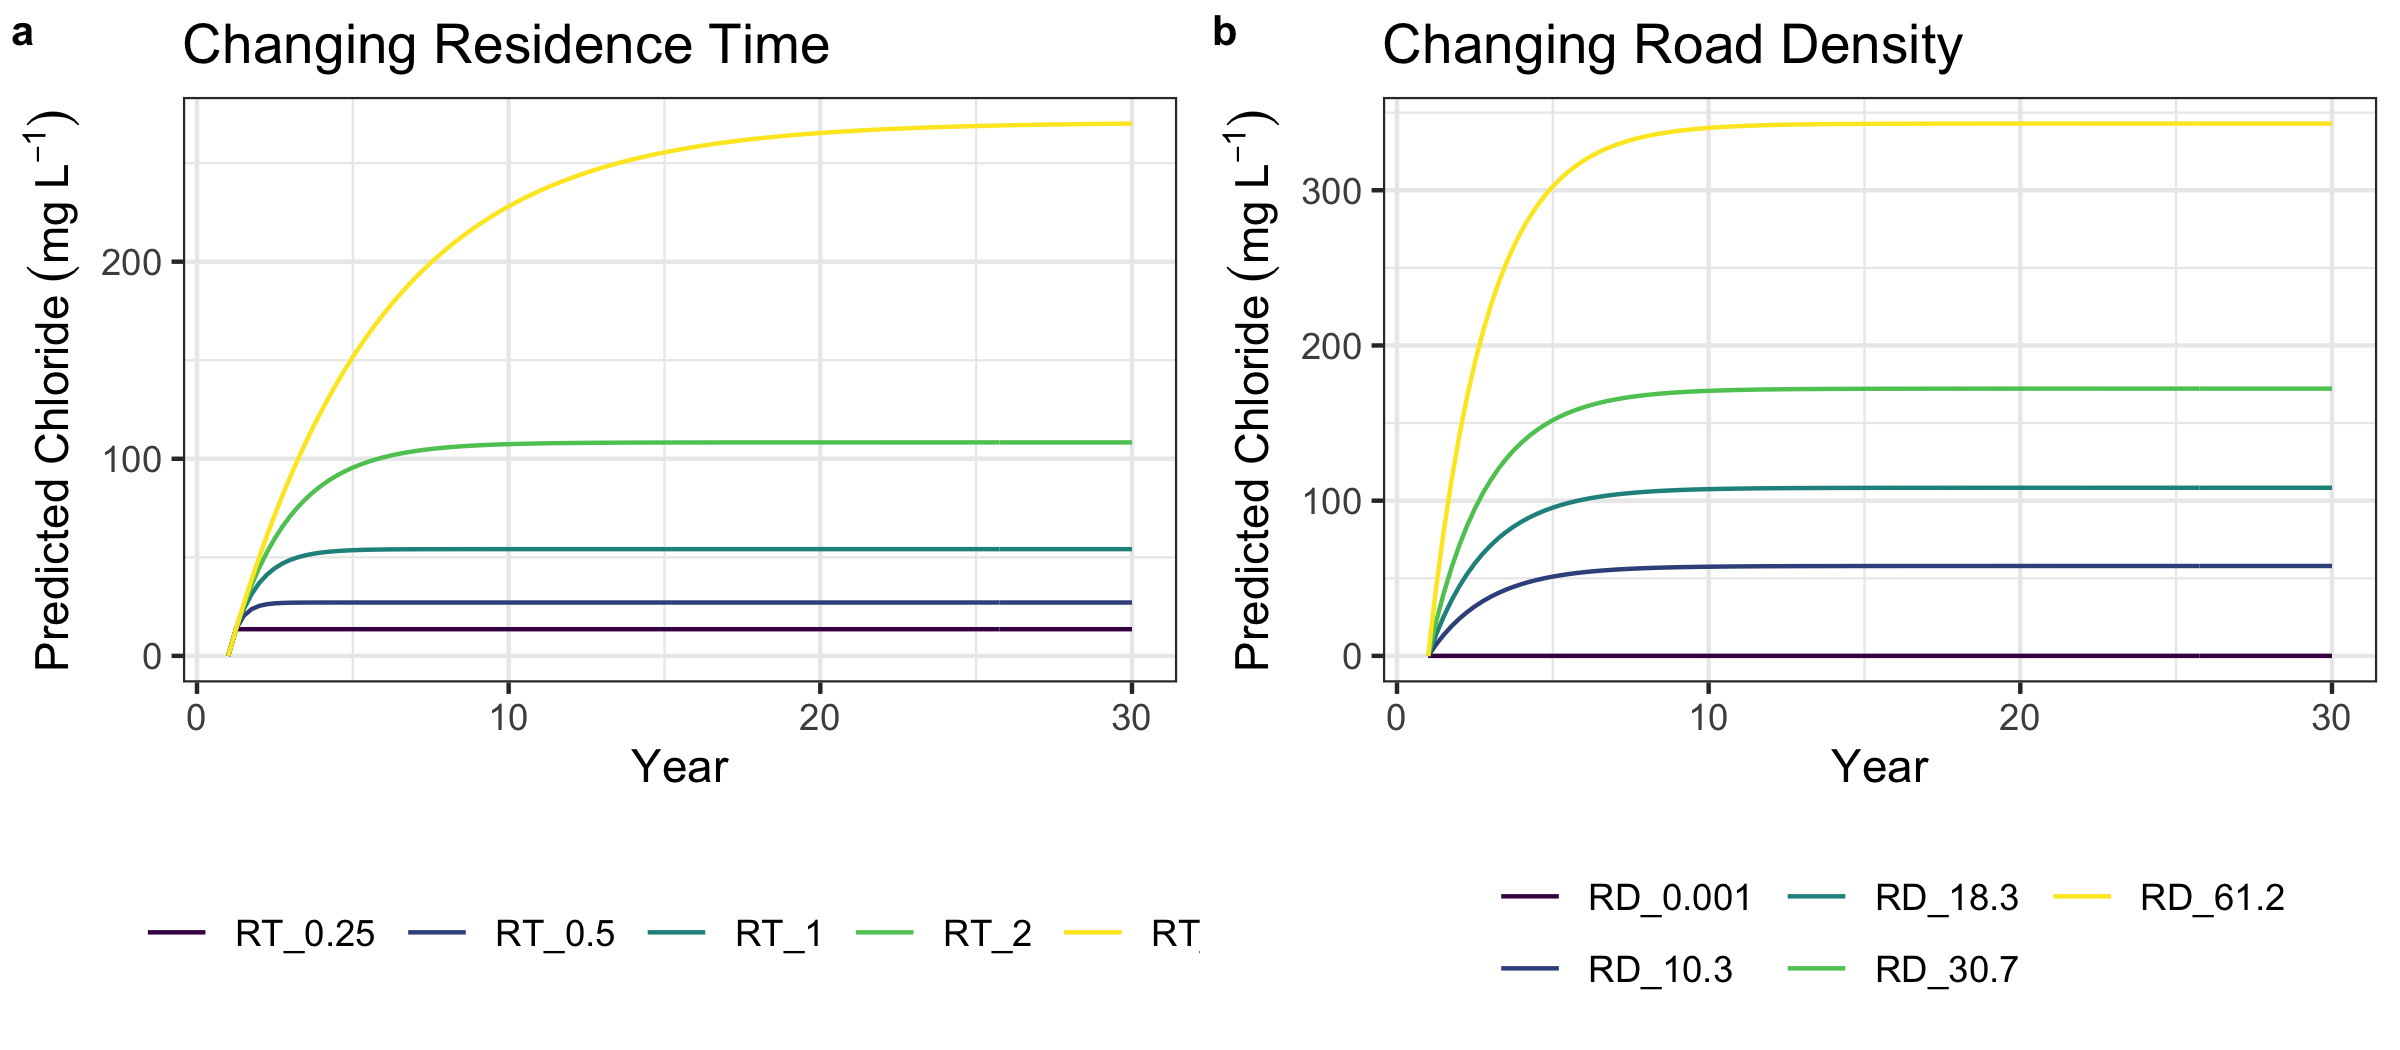 a
Changing Residence Time
Predicted Chloride (mg L⁻¹)
200
100
0
0 10 20 30
Year
RT_0.25 RT_0.5 RT_1 RT_2 RT_
b
Changing Road Density
Predicted Chloride (mg L⁻¹)
300
200
100
0
0 10 20 30
Year
RD_0.001 RD_18.3 RD_61.2
RD_10.3 RD_30.7